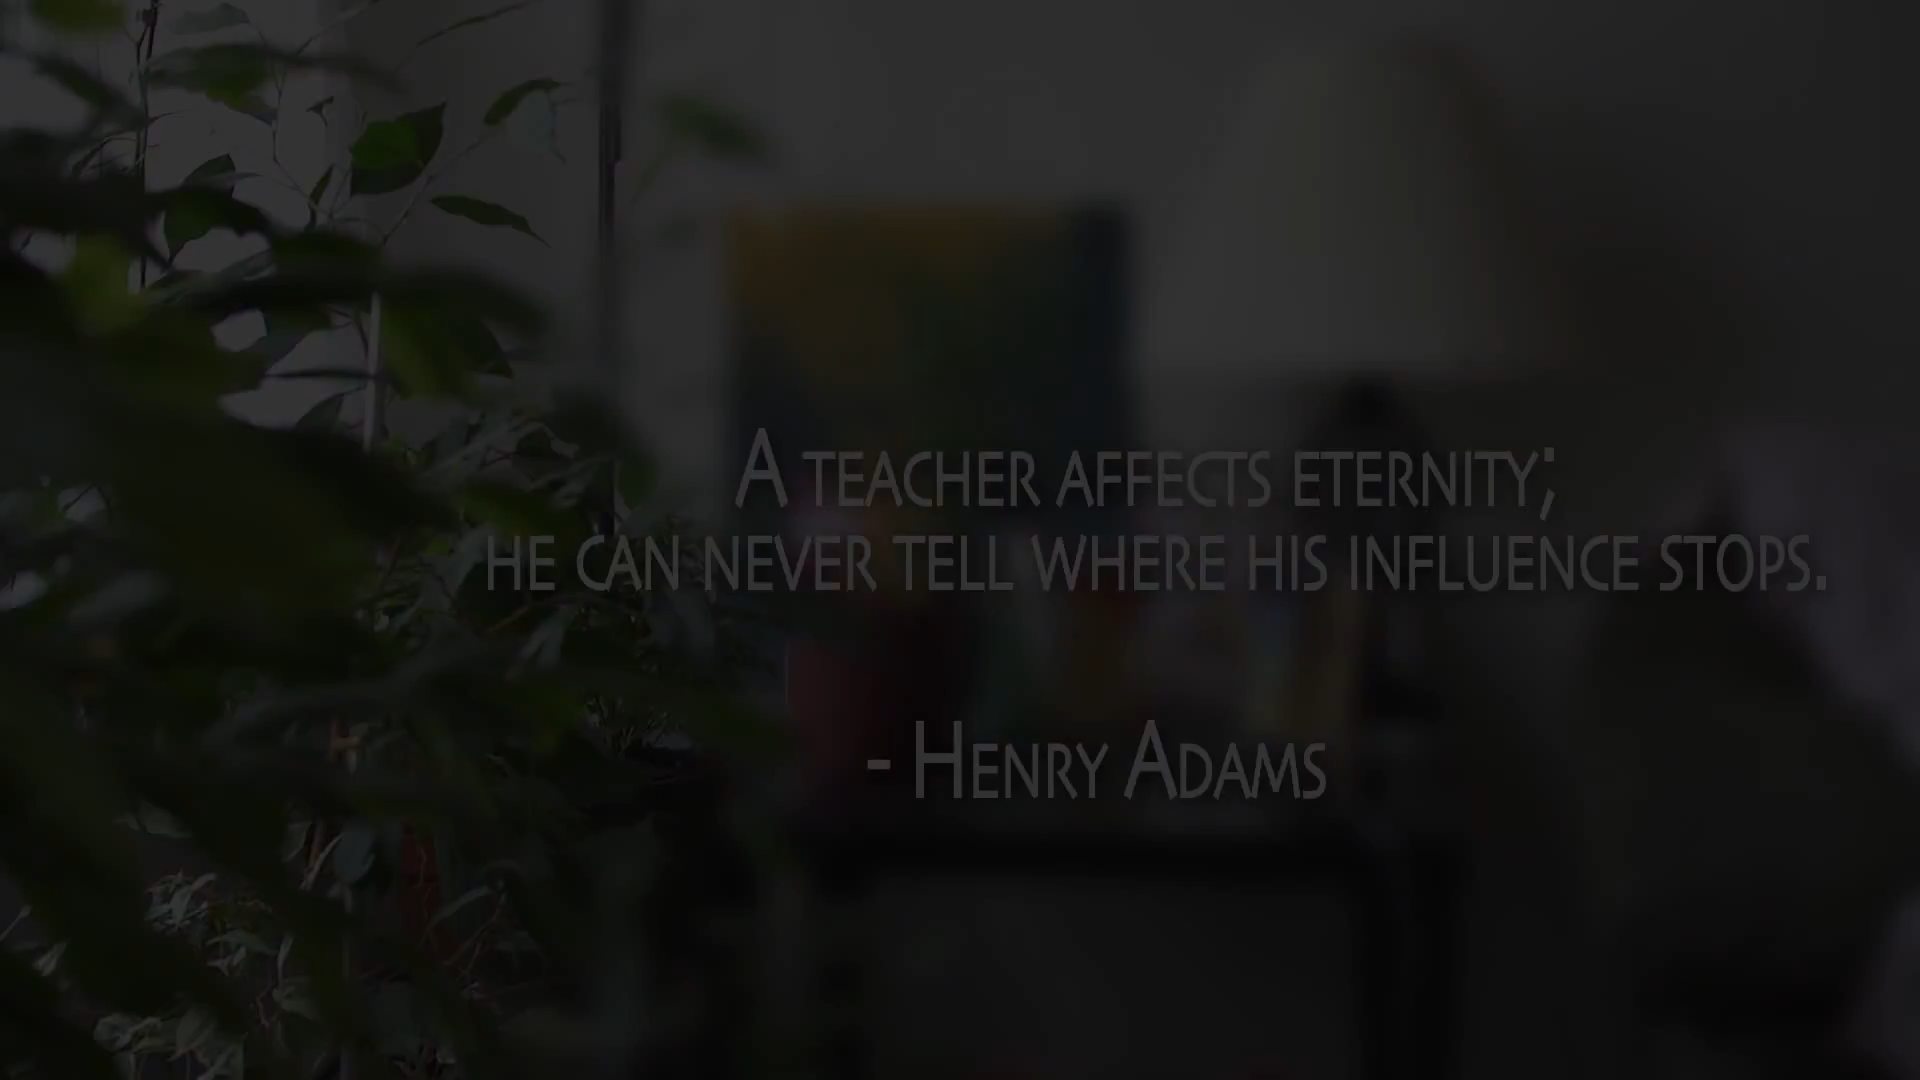 A TEACHER AFFECTS ETERNITY;
HE CAN NEVER TELL WHERE HIS INFLUENCE STOPS.
- HENRY ADAMS